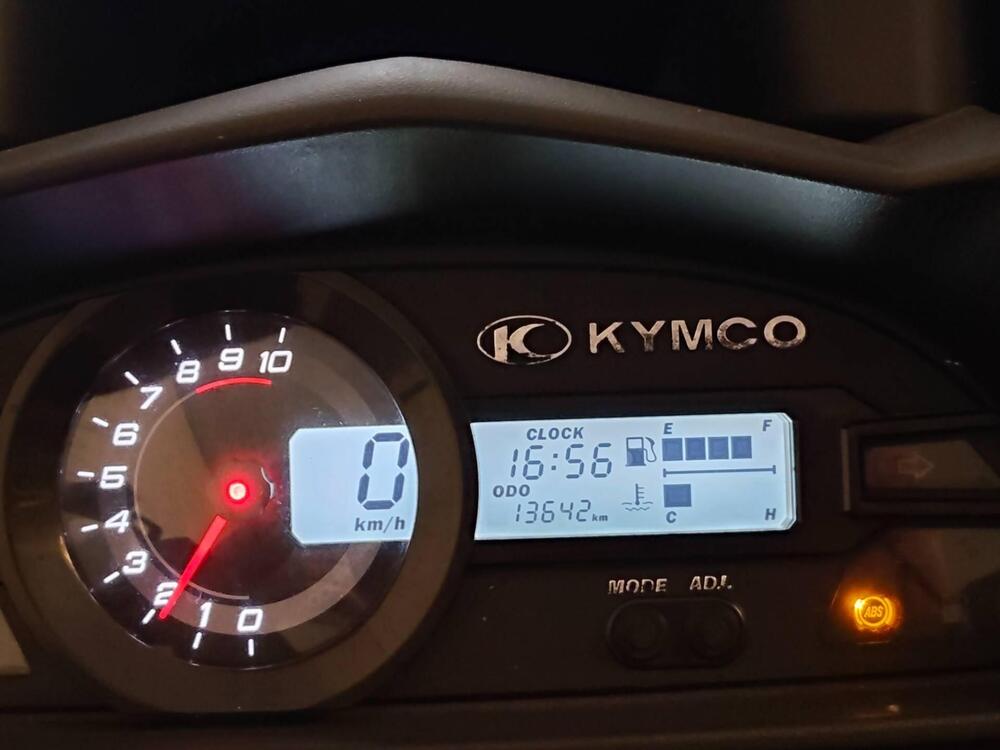 K KYMCO
10
9
8
7
6
5
4
3
2
1
0
0
km/h
CLOCK
16:56
ODO
13642 km
E F
C H
MODE ADJ.
ABS